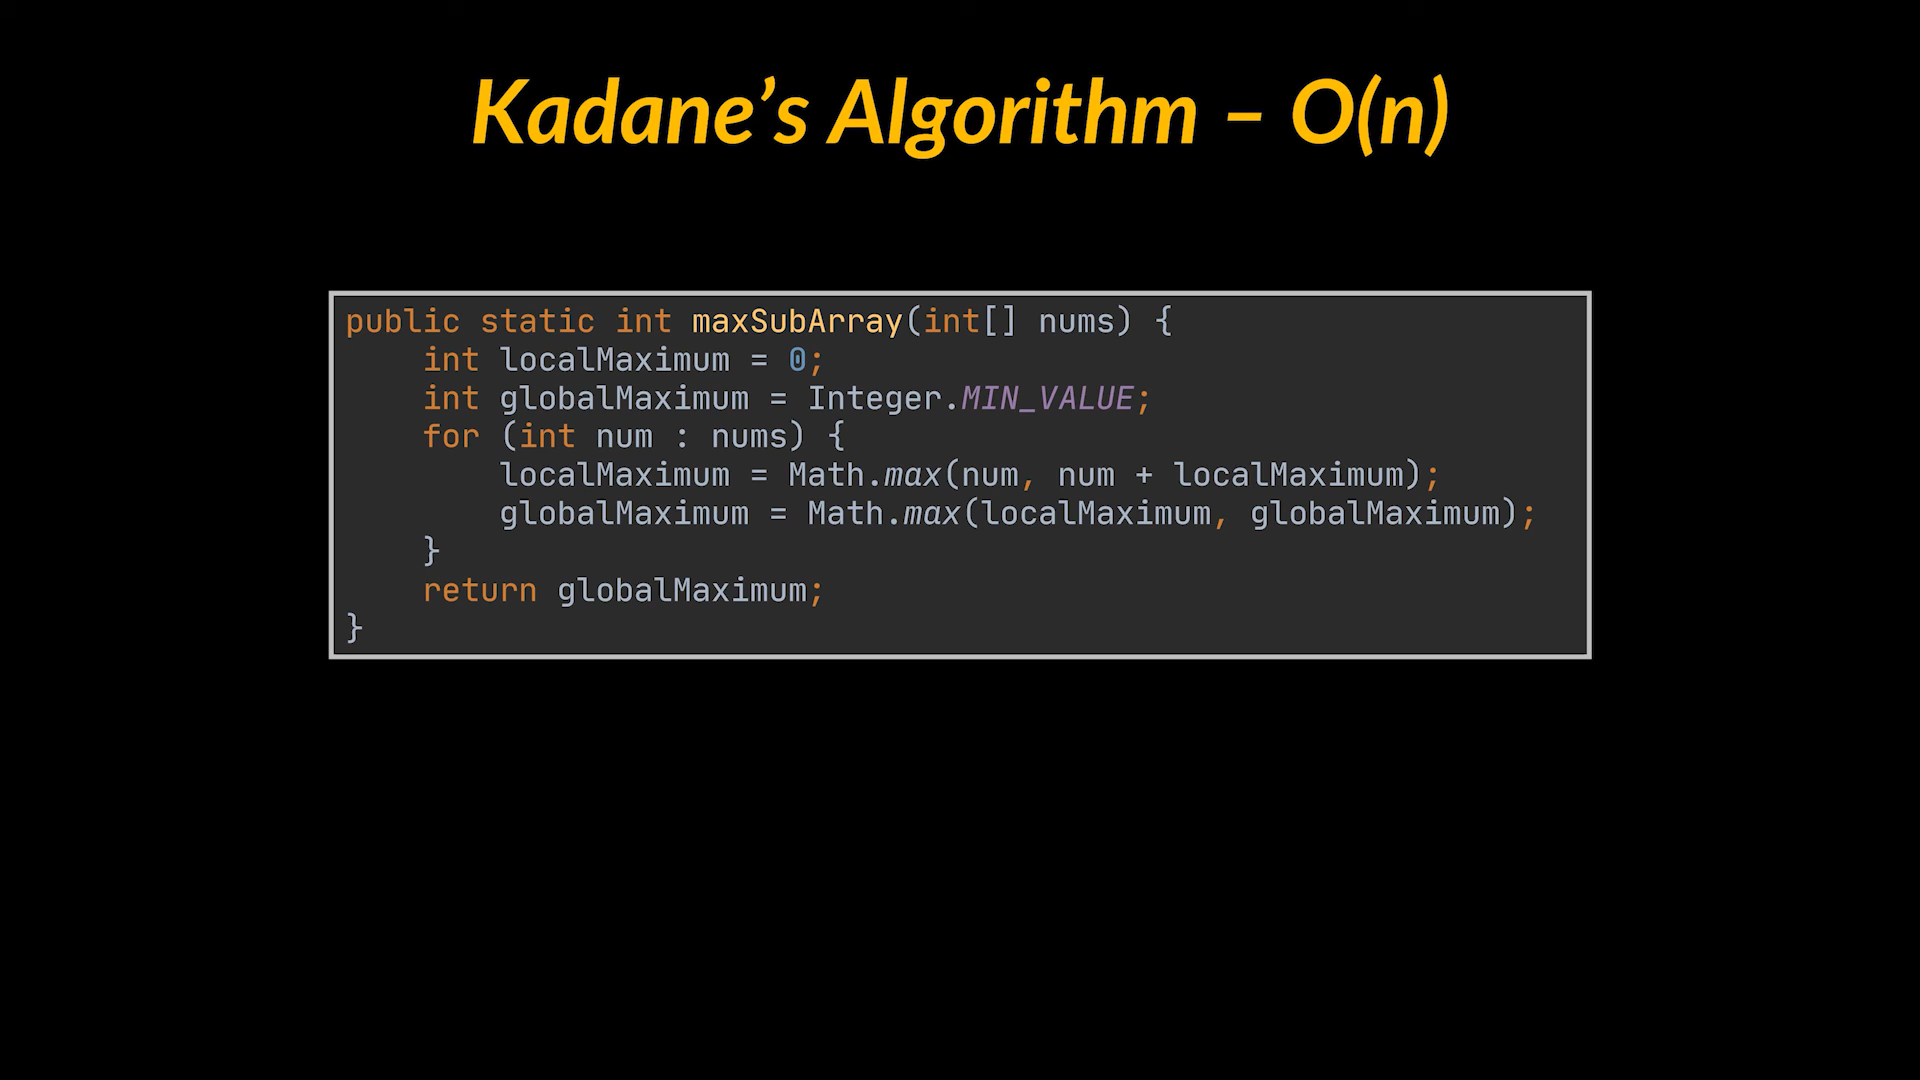 Kadane’s Algorithm – O(n)
public static int maxSubArray(int[] nums) {
    int localMaximum = 0;
    int globalMaximum = Integer.MIN_VALUE;
    for (int num : nums) {
        localMaximum = Math.max(num, num + localMaximum);
        globalMaximum = Math.max(localMaximum, globalMaximum);
    }
    return globalMaximum;
}